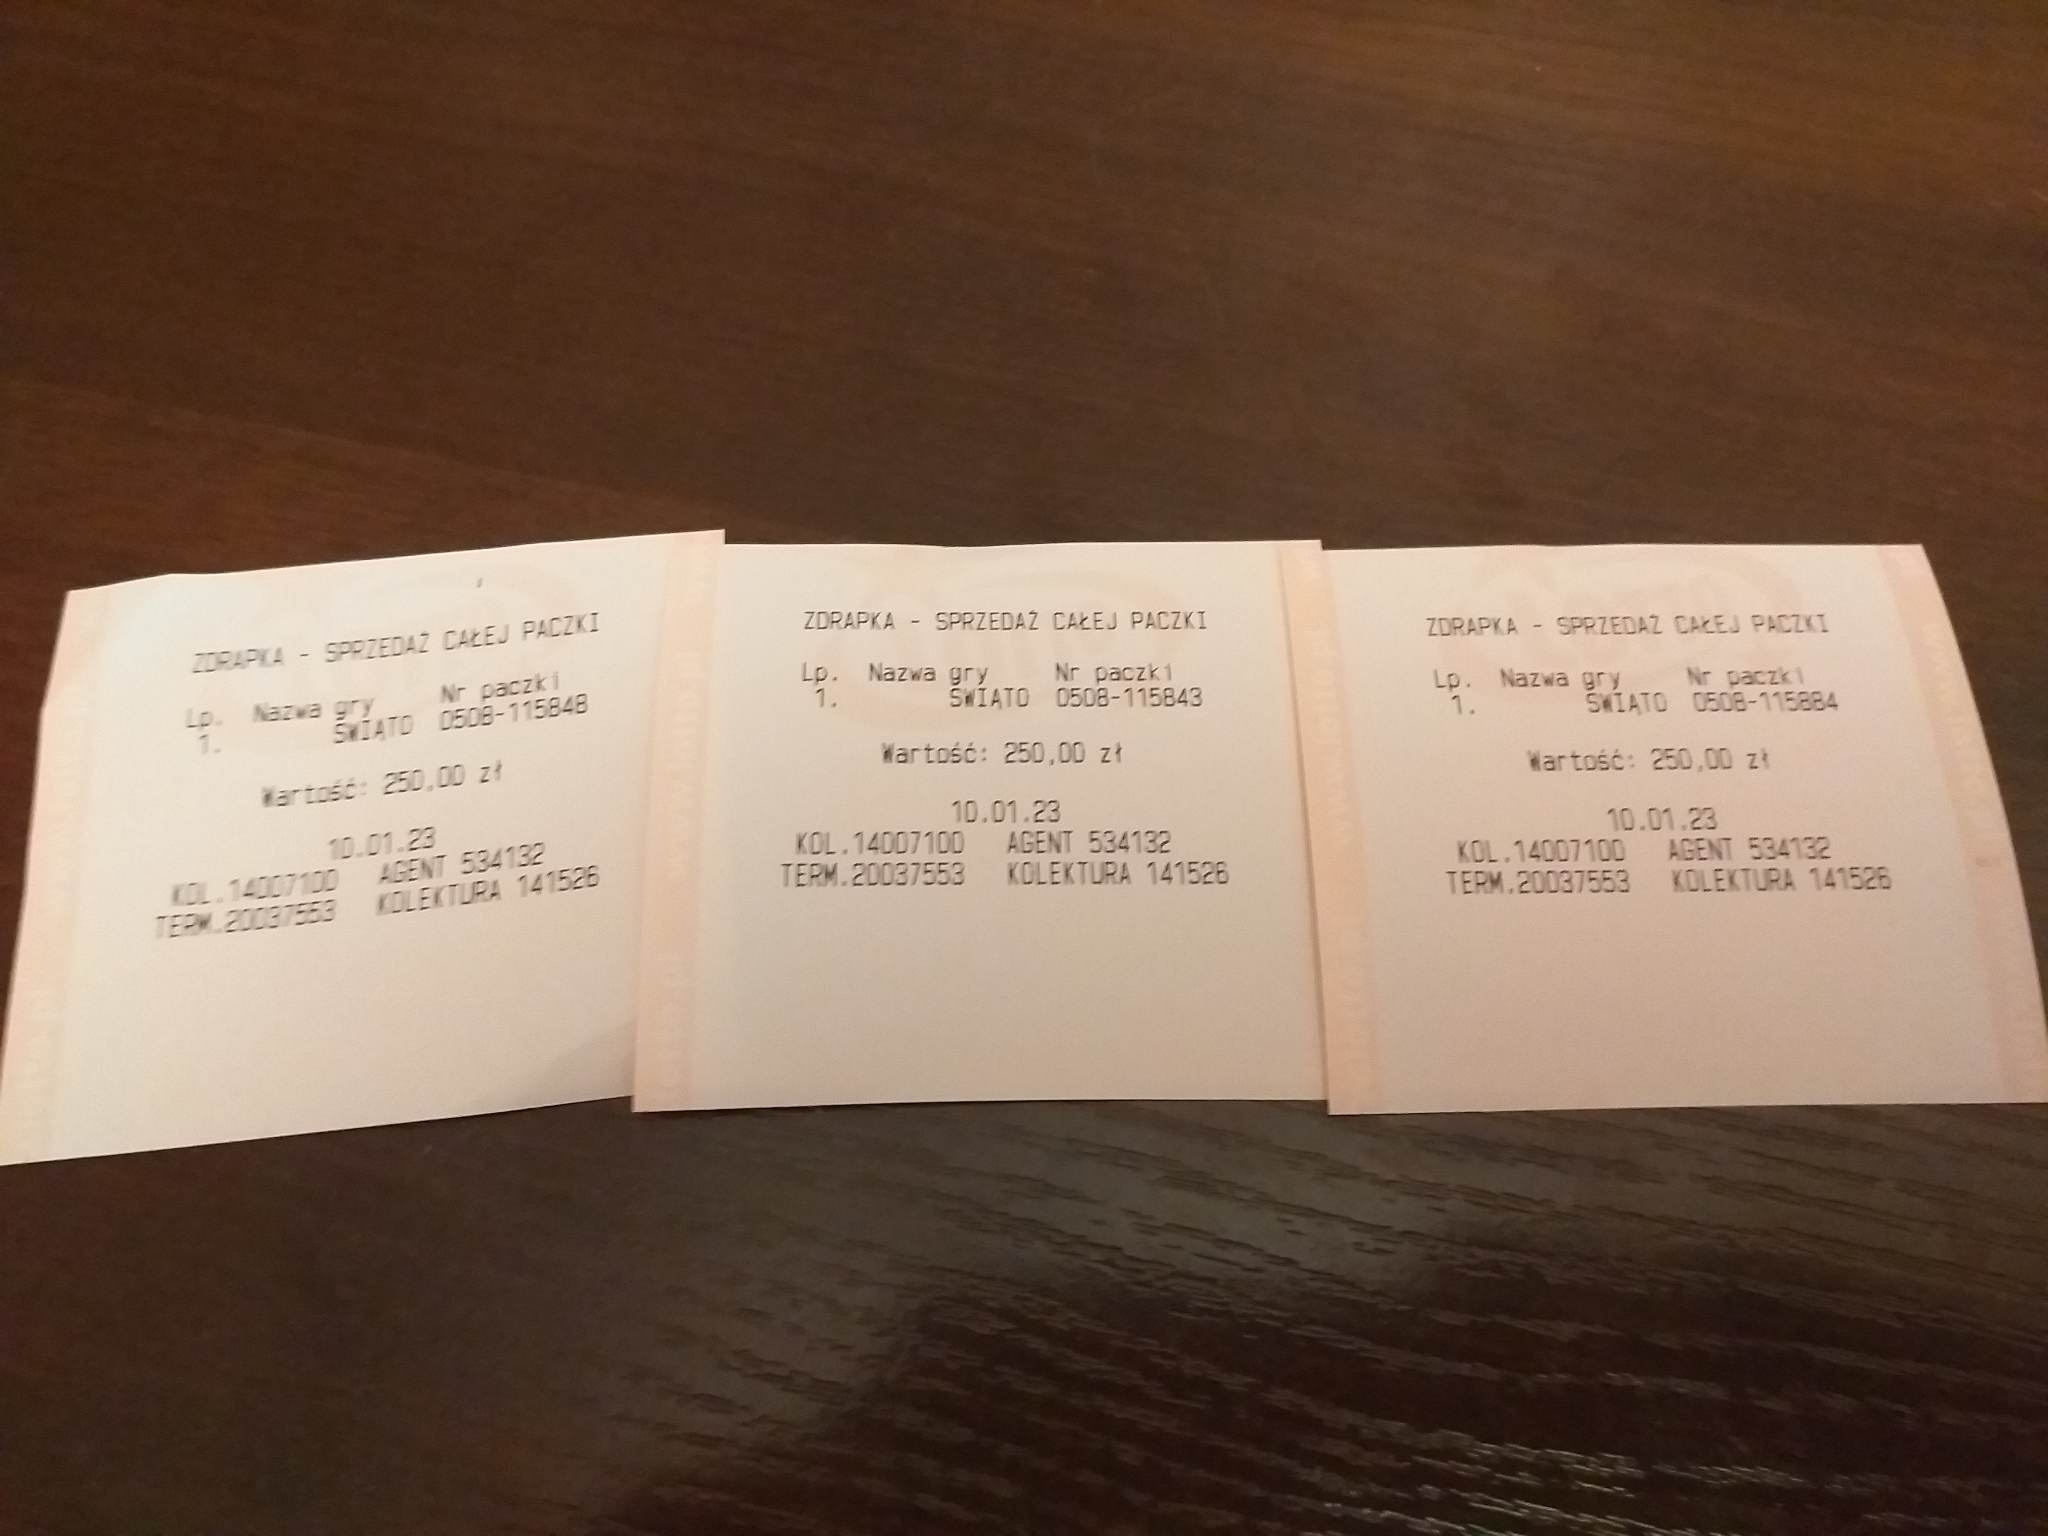 ZDRAPKA - SPRZEDAŻ CAŁEJ PACZKI
Lp. Nazwa gry Nr paczki
1. ŚWIĄTO 0508-115848
Wartość: 250,00 zł
10.01.23
KOL.14007100 AGENT 534132
TERM.20037553 KOLEKTURA 141526
ZDRAPKA - SPRZEDAŻ CAŁEJ PACZKI
Lp. Nazwa gry Nr paczki
1. ŚWIĄTO 0508-115843
Wartość: 250,00 zł
10.01.23
KOL.14007100 AGENT 534132
TERM.20037553 KOLEKTURA 141526
ZDRAPKA - SPRZEDAŻ CAŁEJ PACZKI
Lp. Nazwa gry Nr paczki
1. ŚWIĄTO 0508-115884
Wartość: 250,00 zł
10.01.23
KOL.14007100 AGENT 534132
TERM.20037553 KOLEKTURA 141526